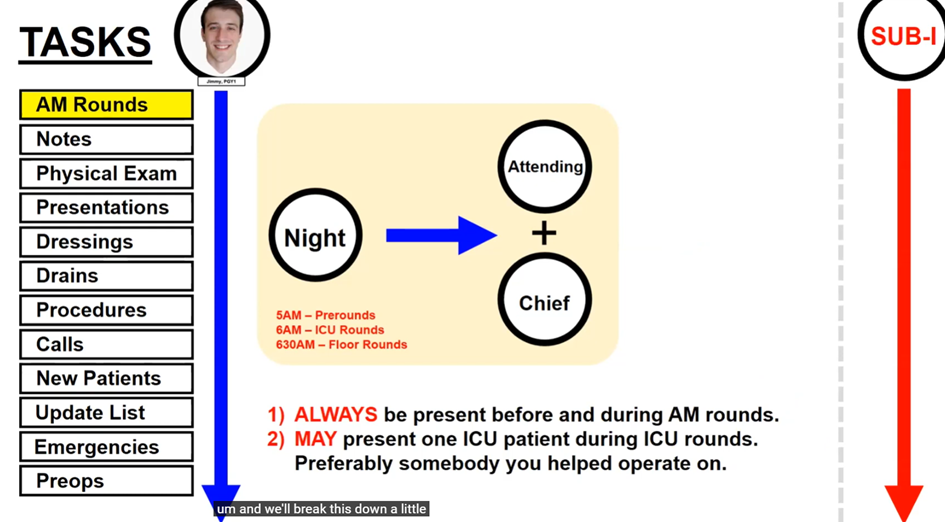 TASKS
Jimmy, PGY1
SUB-I
AM Rounds
Notes
Physical Exam
Presentations
Dressings
Drains
Procedures
Calls
New Patients
Update List
Emergencies
Preops
Night
Attending
+
Chief
5AM – Prerounds
6AM – ICU Rounds
630AM – Floor Rounds
1) ALWAYS be present before and during AM rounds.
2) MAY present one ICU patient during ICU rounds.
Preferably somebody you helped operate on.
um and we'll break this down a little